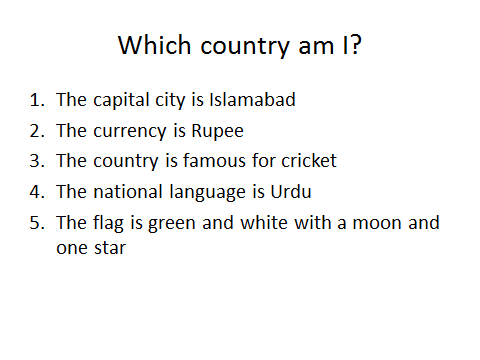 Which country am I?
1. The capital city is Islamabad
2. The currency is Rupee
3. The country is famous for cricket
4. The national language is Urdu
5. The flag is green and white with a moon and
one star